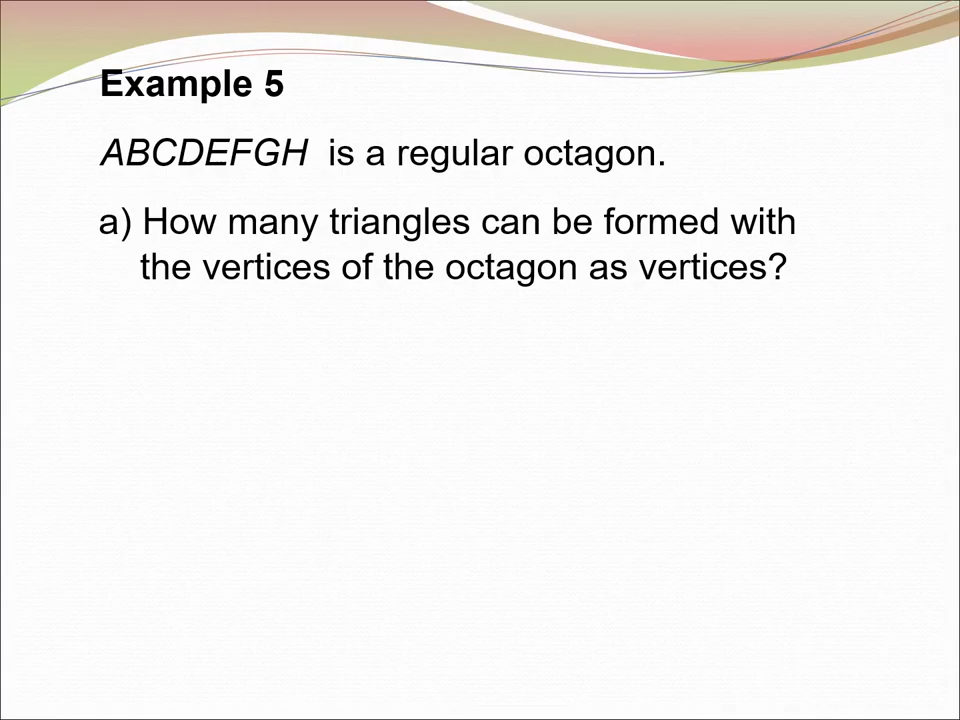 Example 5
ABCDEFGH is a regular octagon.
a) How many triangles can be formed with
the vertices of the octagon as vertices?